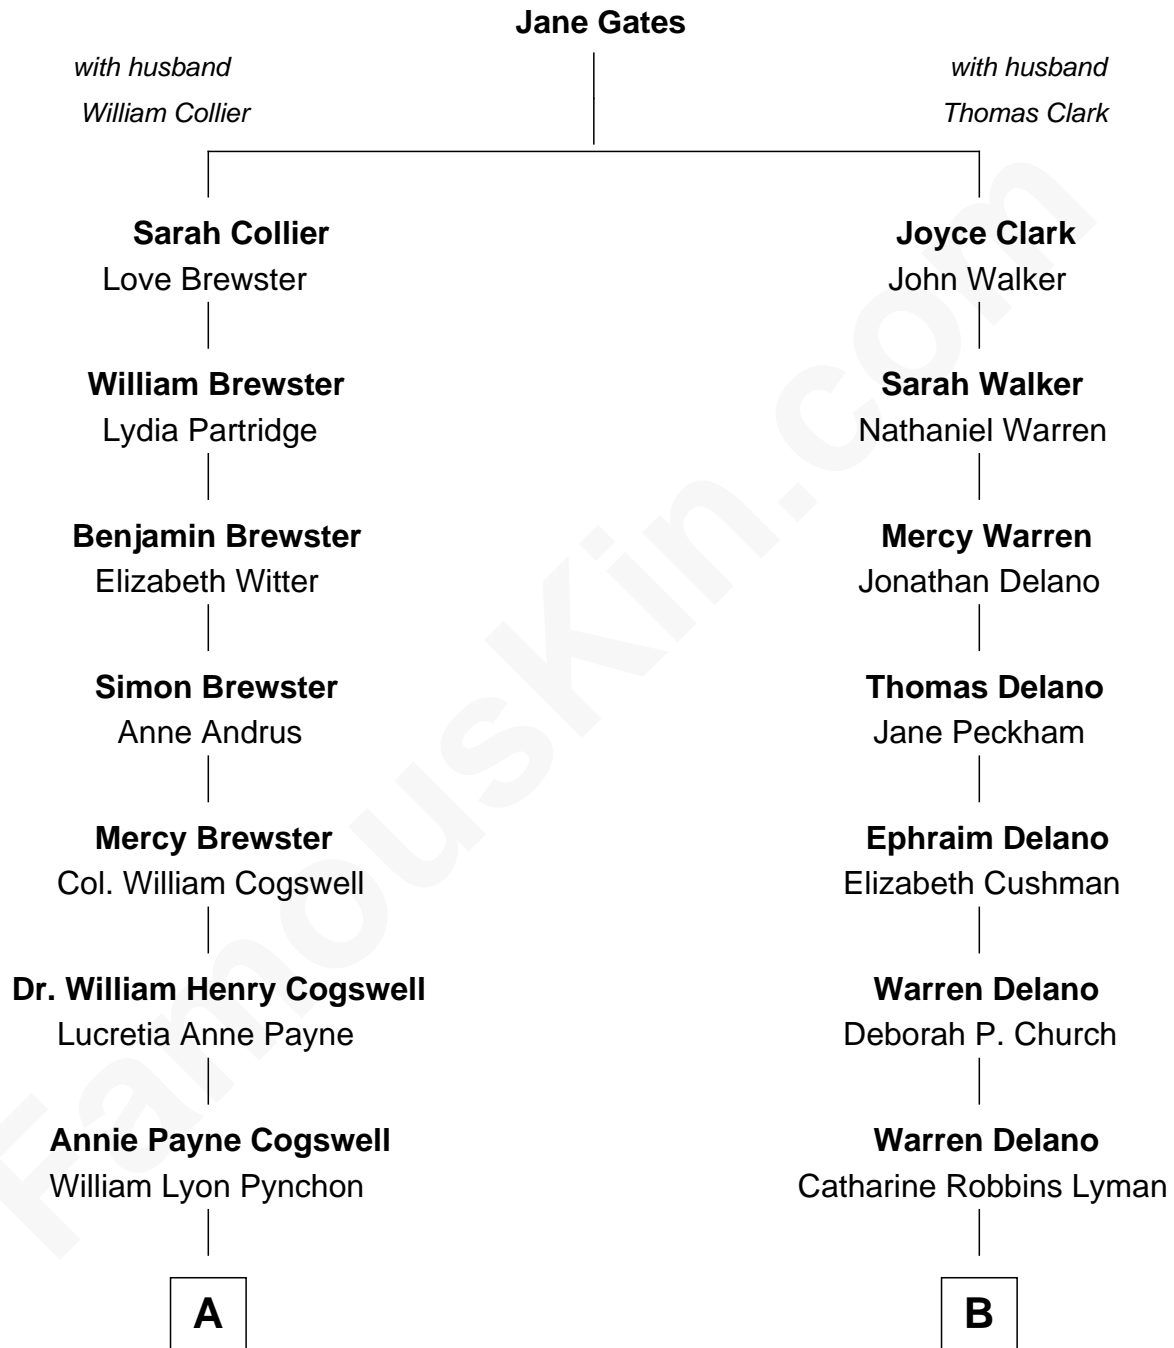 Jane Gates
with husband
William Collier
with husband
Thomas Clark
Sarah Collier
Love Brewster
Joyce Clark
John Walker
William Brewster
Lydia Partridge
Sarah Walker
Nathaniel Warren
Benjamin Brewster
Elizabeth Witter
Mercy Warren
Jonathan Delano
Simon Brewster
Anne Andrus
Thomas Delano
Jane Peckham
Mercy Brewster
Col. William Cogswell
Ephraim Delano
Elizabeth Cushman
Dr. William Henry Cogswell
Lucretia Anne Payne
Warren Delano
Deborah P. Church
Annie Payne Cogswell
William Lyon Pynchon
Warren Delano
Catharine Robbins Lyman
A
B
FamousKin.com